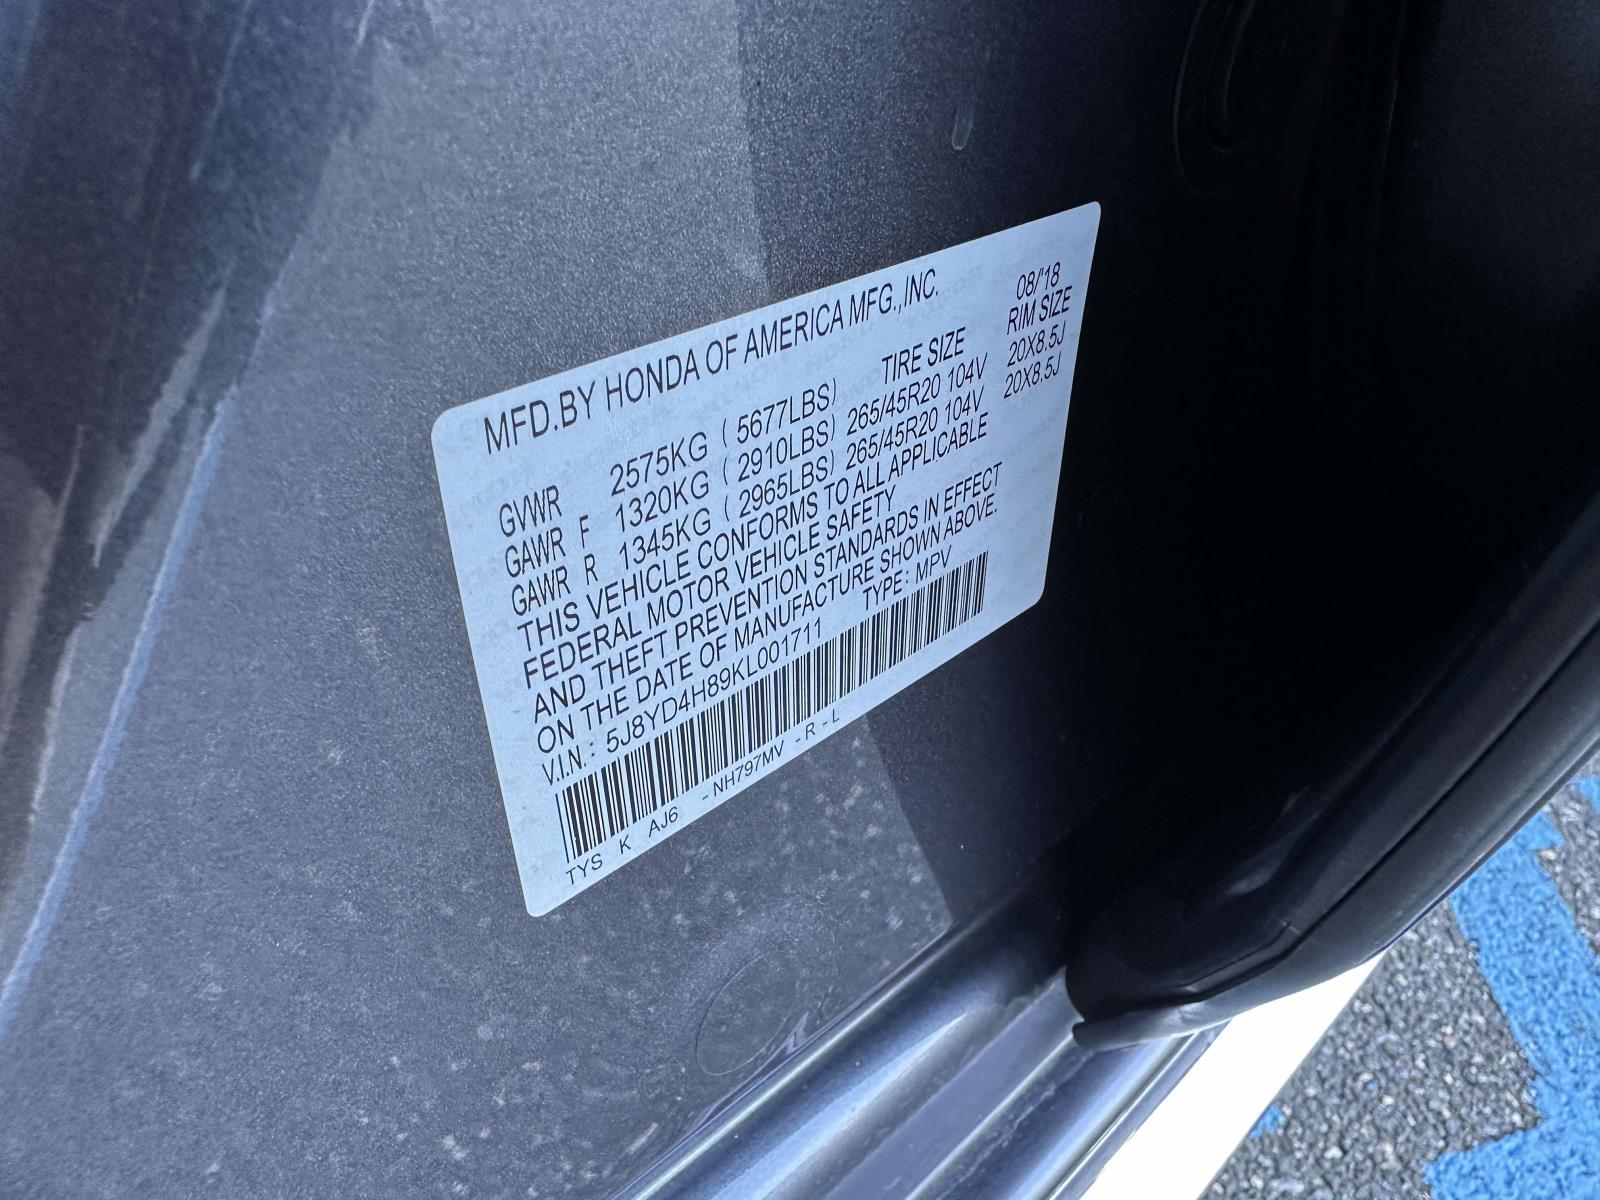 MFD.BY HONDA OF AMERICA MFG.,INC. 08/'18
TIRE SIZE RIM SIZE
GVWR 2575KG (5677LBS)
GAWR F 1320KG (2910LBS) 265/45R20 104V 20X8.5J
GAWR R 1345KG (2965LBS) 265/45R20 104V 20X8.5J
THIS VEHICLE CONFORMS TO ALL APPLICABLE
FEDERAL MOTOR VEHICLE SAFETY
AND THEFT PREVENTION STANDARDS IN EFFECT
ON THE DATE OF MANUFACTURE SHOWN ABOVE.
V.I.N.: 5J8YD4H89KL001711 TYPE: MPV
TYS K AJ6 -NH797MV -R-L